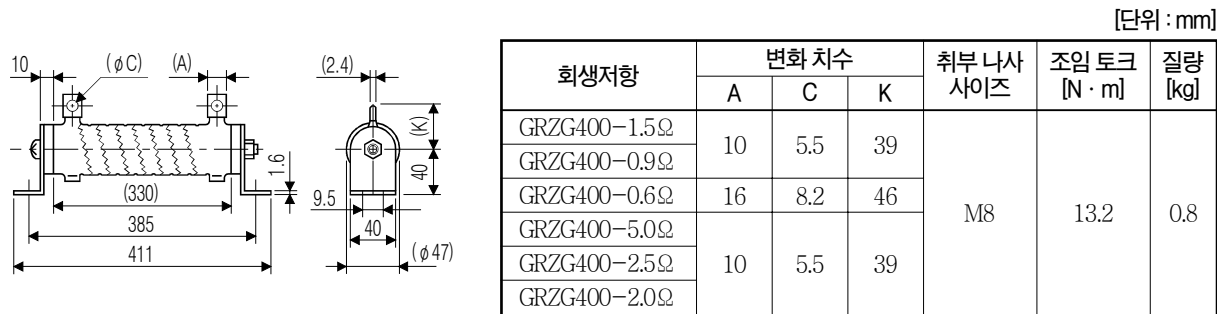 [단위 : mm]
10
(φC)
(A)
(2.4)
(K)
40
1.6
(330)
385
411
9.5
40
(φ47)
회생저항 변화 치수 취부 나사 사이즈 조임 토크 [N · m] 질량 [kg]
A C K
GRZG400-1.5Ω 10 5.5 39 M8 13.2 0.8
GRZG400-0.9Ω
GRZG400-0.6Ω 16 8.2 46
GRZG400-5.0Ω 10 5.5 39
GRZG400-2.5Ω
GRZG400-2.0Ω